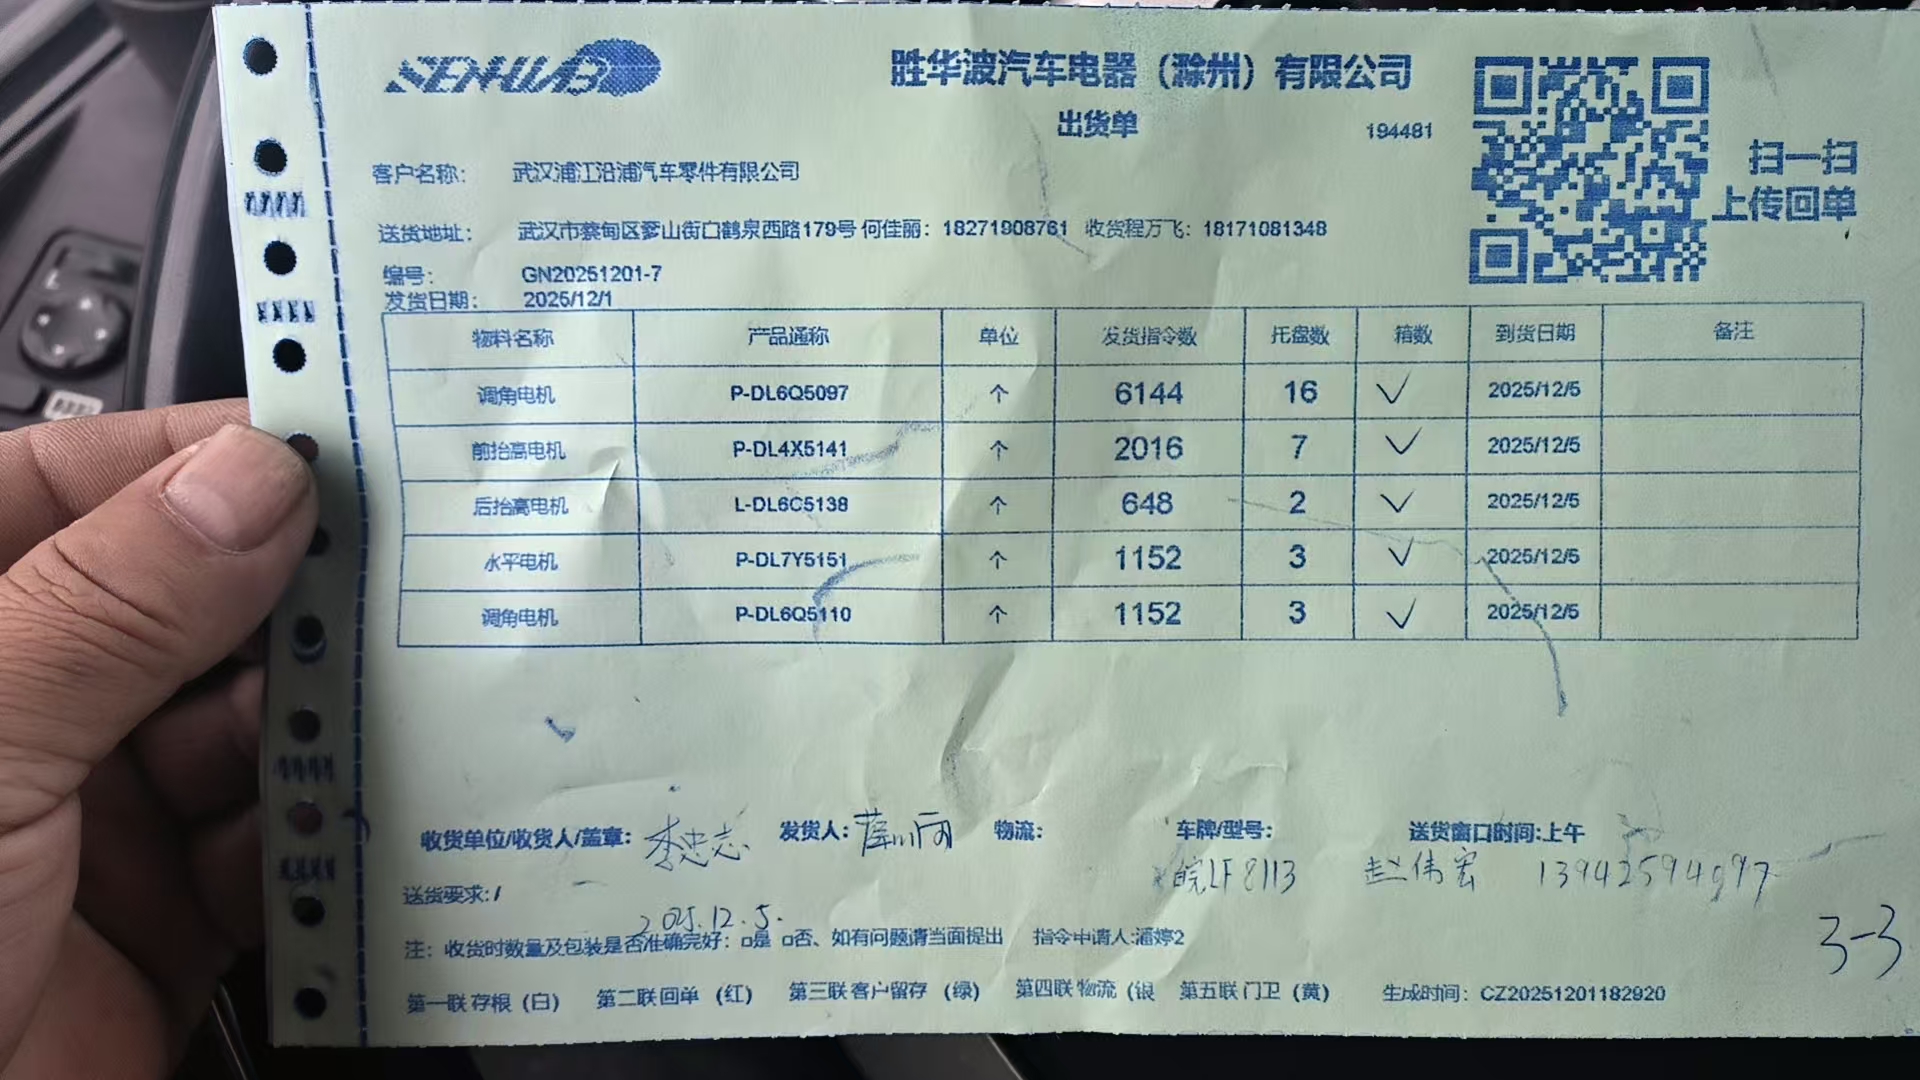 SENHWAB
胜华波汽车电器（滁州）有限公司
出货单
194481
扫一扫
上传回单
客户名称： 武汉浦江沿浦汽车零件有限公司
送货地址： 武汉市蔡甸区奓山街口鹤泉西路179号 何佳丽：18271908761 收货程万飞：18171081348
编号： GN20251201-7
发货日期： 2025/12/1
物料名称 产品通称 单位 发货指令数 托盘数 箱数 到货日期 备注
调角电机 P-DL6Q5097 个 6144 16 ✓ 2025/12/5
前抬高电机 P-DL4X5141 个 2016 7 ✓ 2025/12/5
后抬高电机 L-DL6C5138 个 648 2 ✓ 2025/12/5
水平电机 P-DL7Y5151 个 1152 3 ✓ 2025/12/5
调角电机 P-DL6Q5110 个 1152 3 ✓ 2025/12/5
收货单位/收货人/盖章: 李忠志 发货人: 物流: 车牌/型号: 送货窗口时间:上午
皖LF8113 赵伟宏
送货要求:/
2025.12.5.
注：收货时数量及包装是否准确完好：□是 □否、如有问题请当面提出 指令申请人:潘婷2
3-3
第一联 存根（白） 第二联 回单（红） 第三联 客户留存（绿） 第四联 物流（银 第五联 门卫（黄） 生成时间：CZ20251201182920